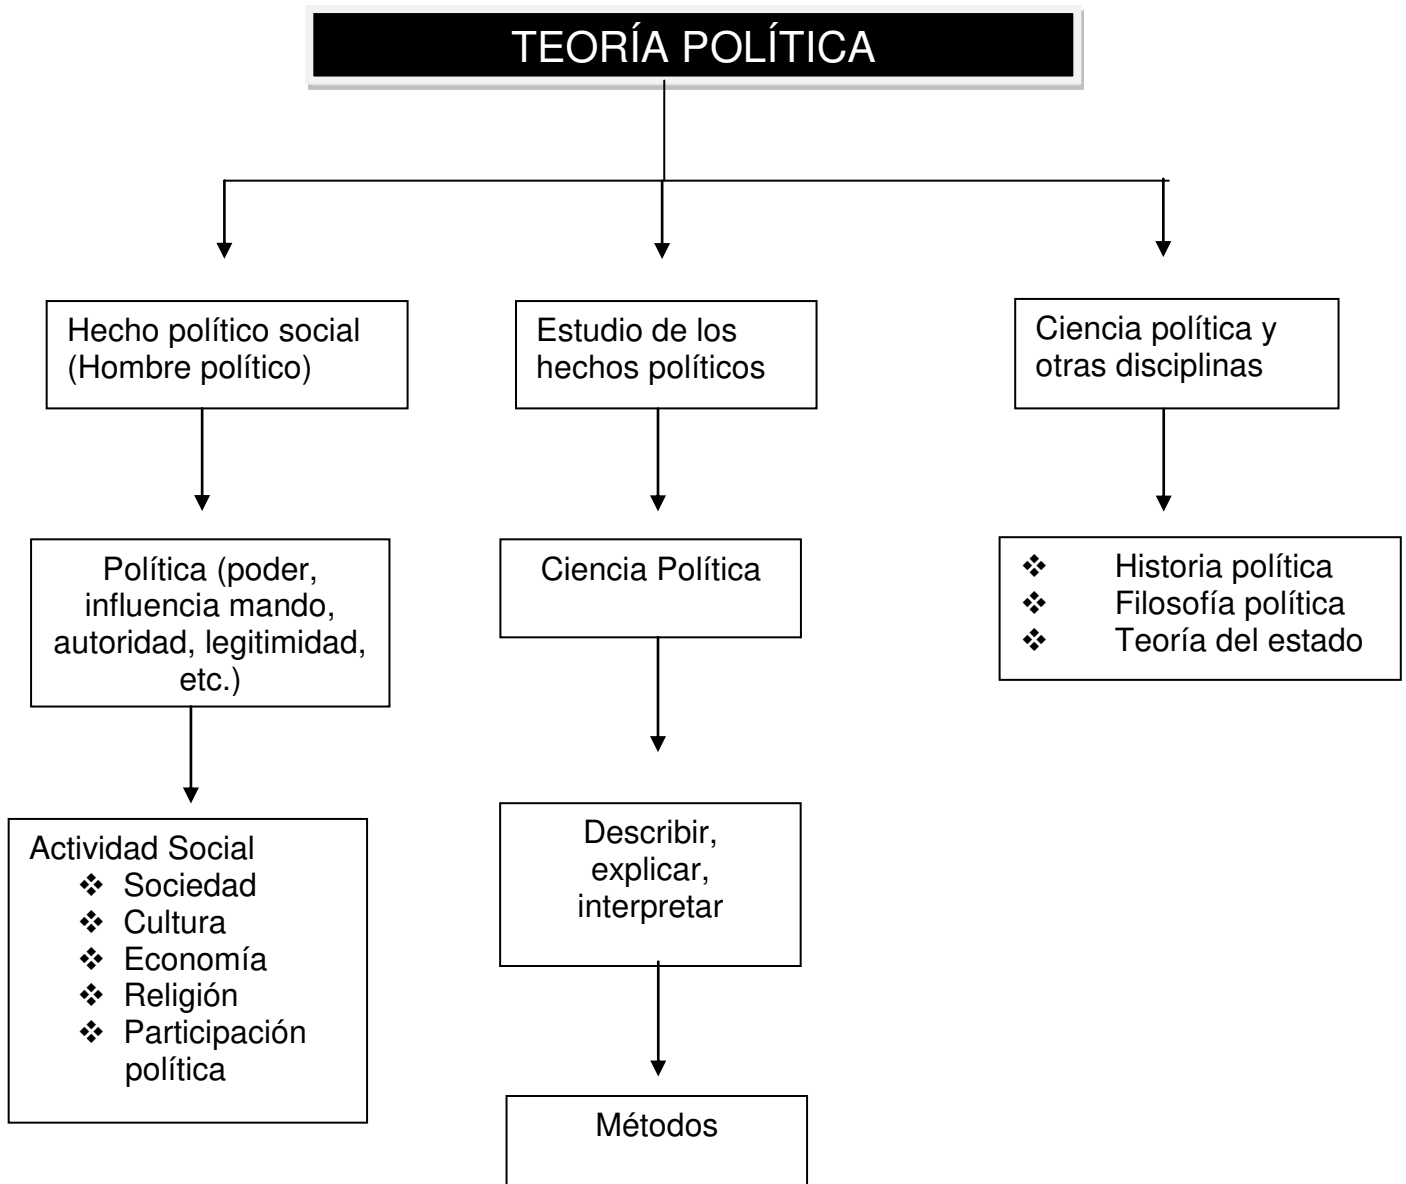 TEORÍA POLÍTICA
Hecho político social
(Hombre político)
Estudio de los
hechos políticos
Ciencia política y
otras disciplinas
Política (poder,
influencia mando,
autoridad, legitimidad,
etc.)
Ciencia Política
❖ Historia política
❖ Filosofía política
❖ Teoría del estado
Actividad Social
❖ Sociedad
❖ Cultura
❖ Economía
❖ Religión
❖ Participación
política
Describir,
explicar,
interpretar
Métodos